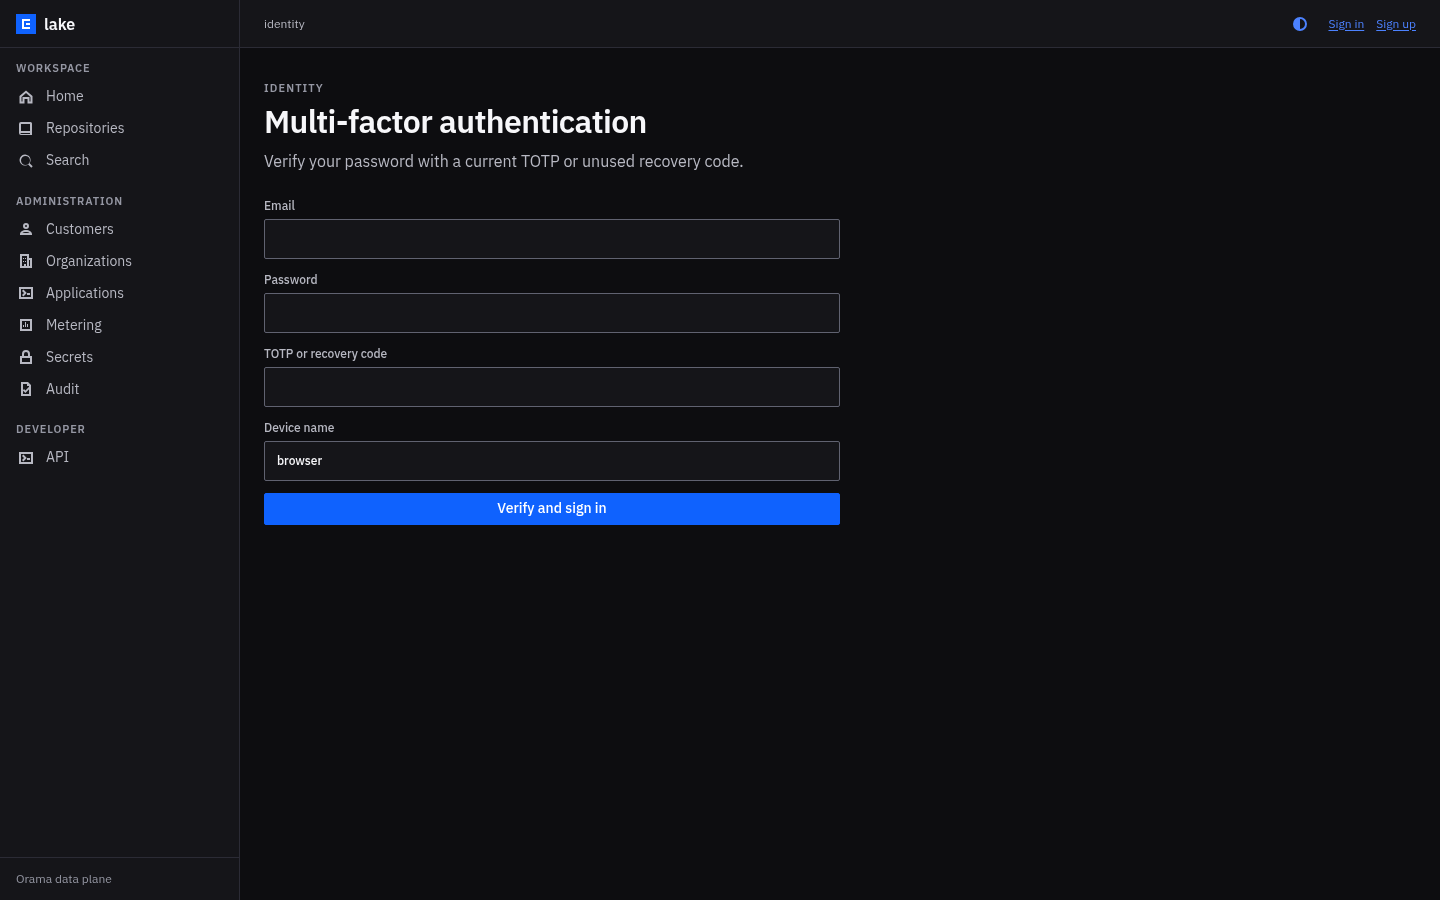 lake
identity
Sign in
Sign up
WORKSPACE
Home
Repositories
Search
ADMINISTRATION
Customers
Organizations
Applications
Metering
Secrets
Audit
DEVELOPER
API
Orama data plane
IDENTITY
Multi-factor authentication
Verify your password with a current TOTP or unused recovery code.
Email
Password
TOTP or recovery code
Device name
browser
Verify and sign in